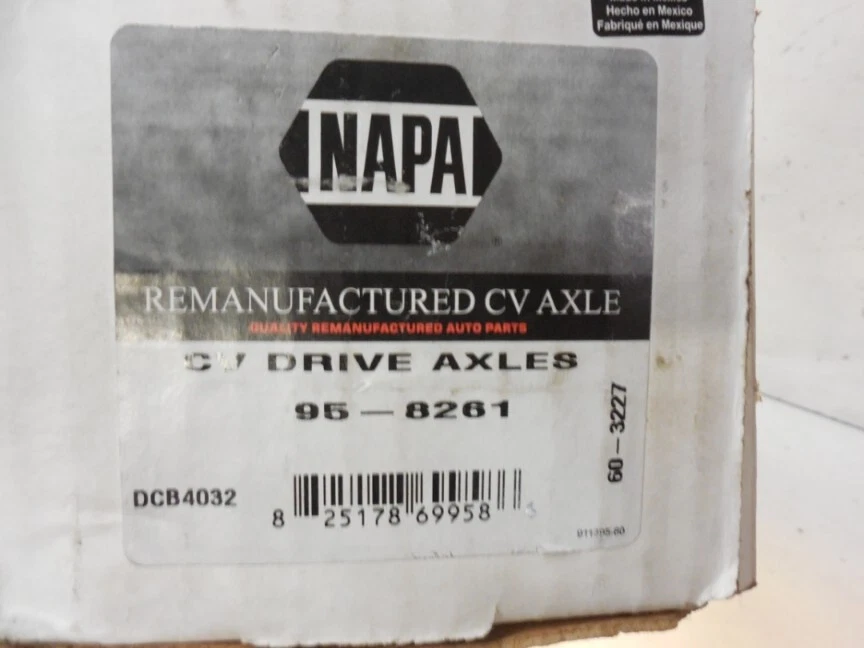 Hecho en Mexico
Fabriqué en Mexique
NAPA
REMANUFACTURED CV AXLE
QUALITY REMANUFACTURED AUTO PARTS
CV DRIVE AXLES
95-8261
60-3227
DCB4032
8 25178 69958